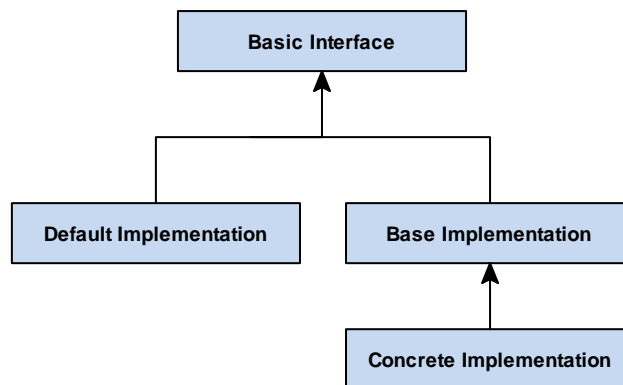 Basic Interface
Default Implementation
Base Implementation
Concrete Implementation